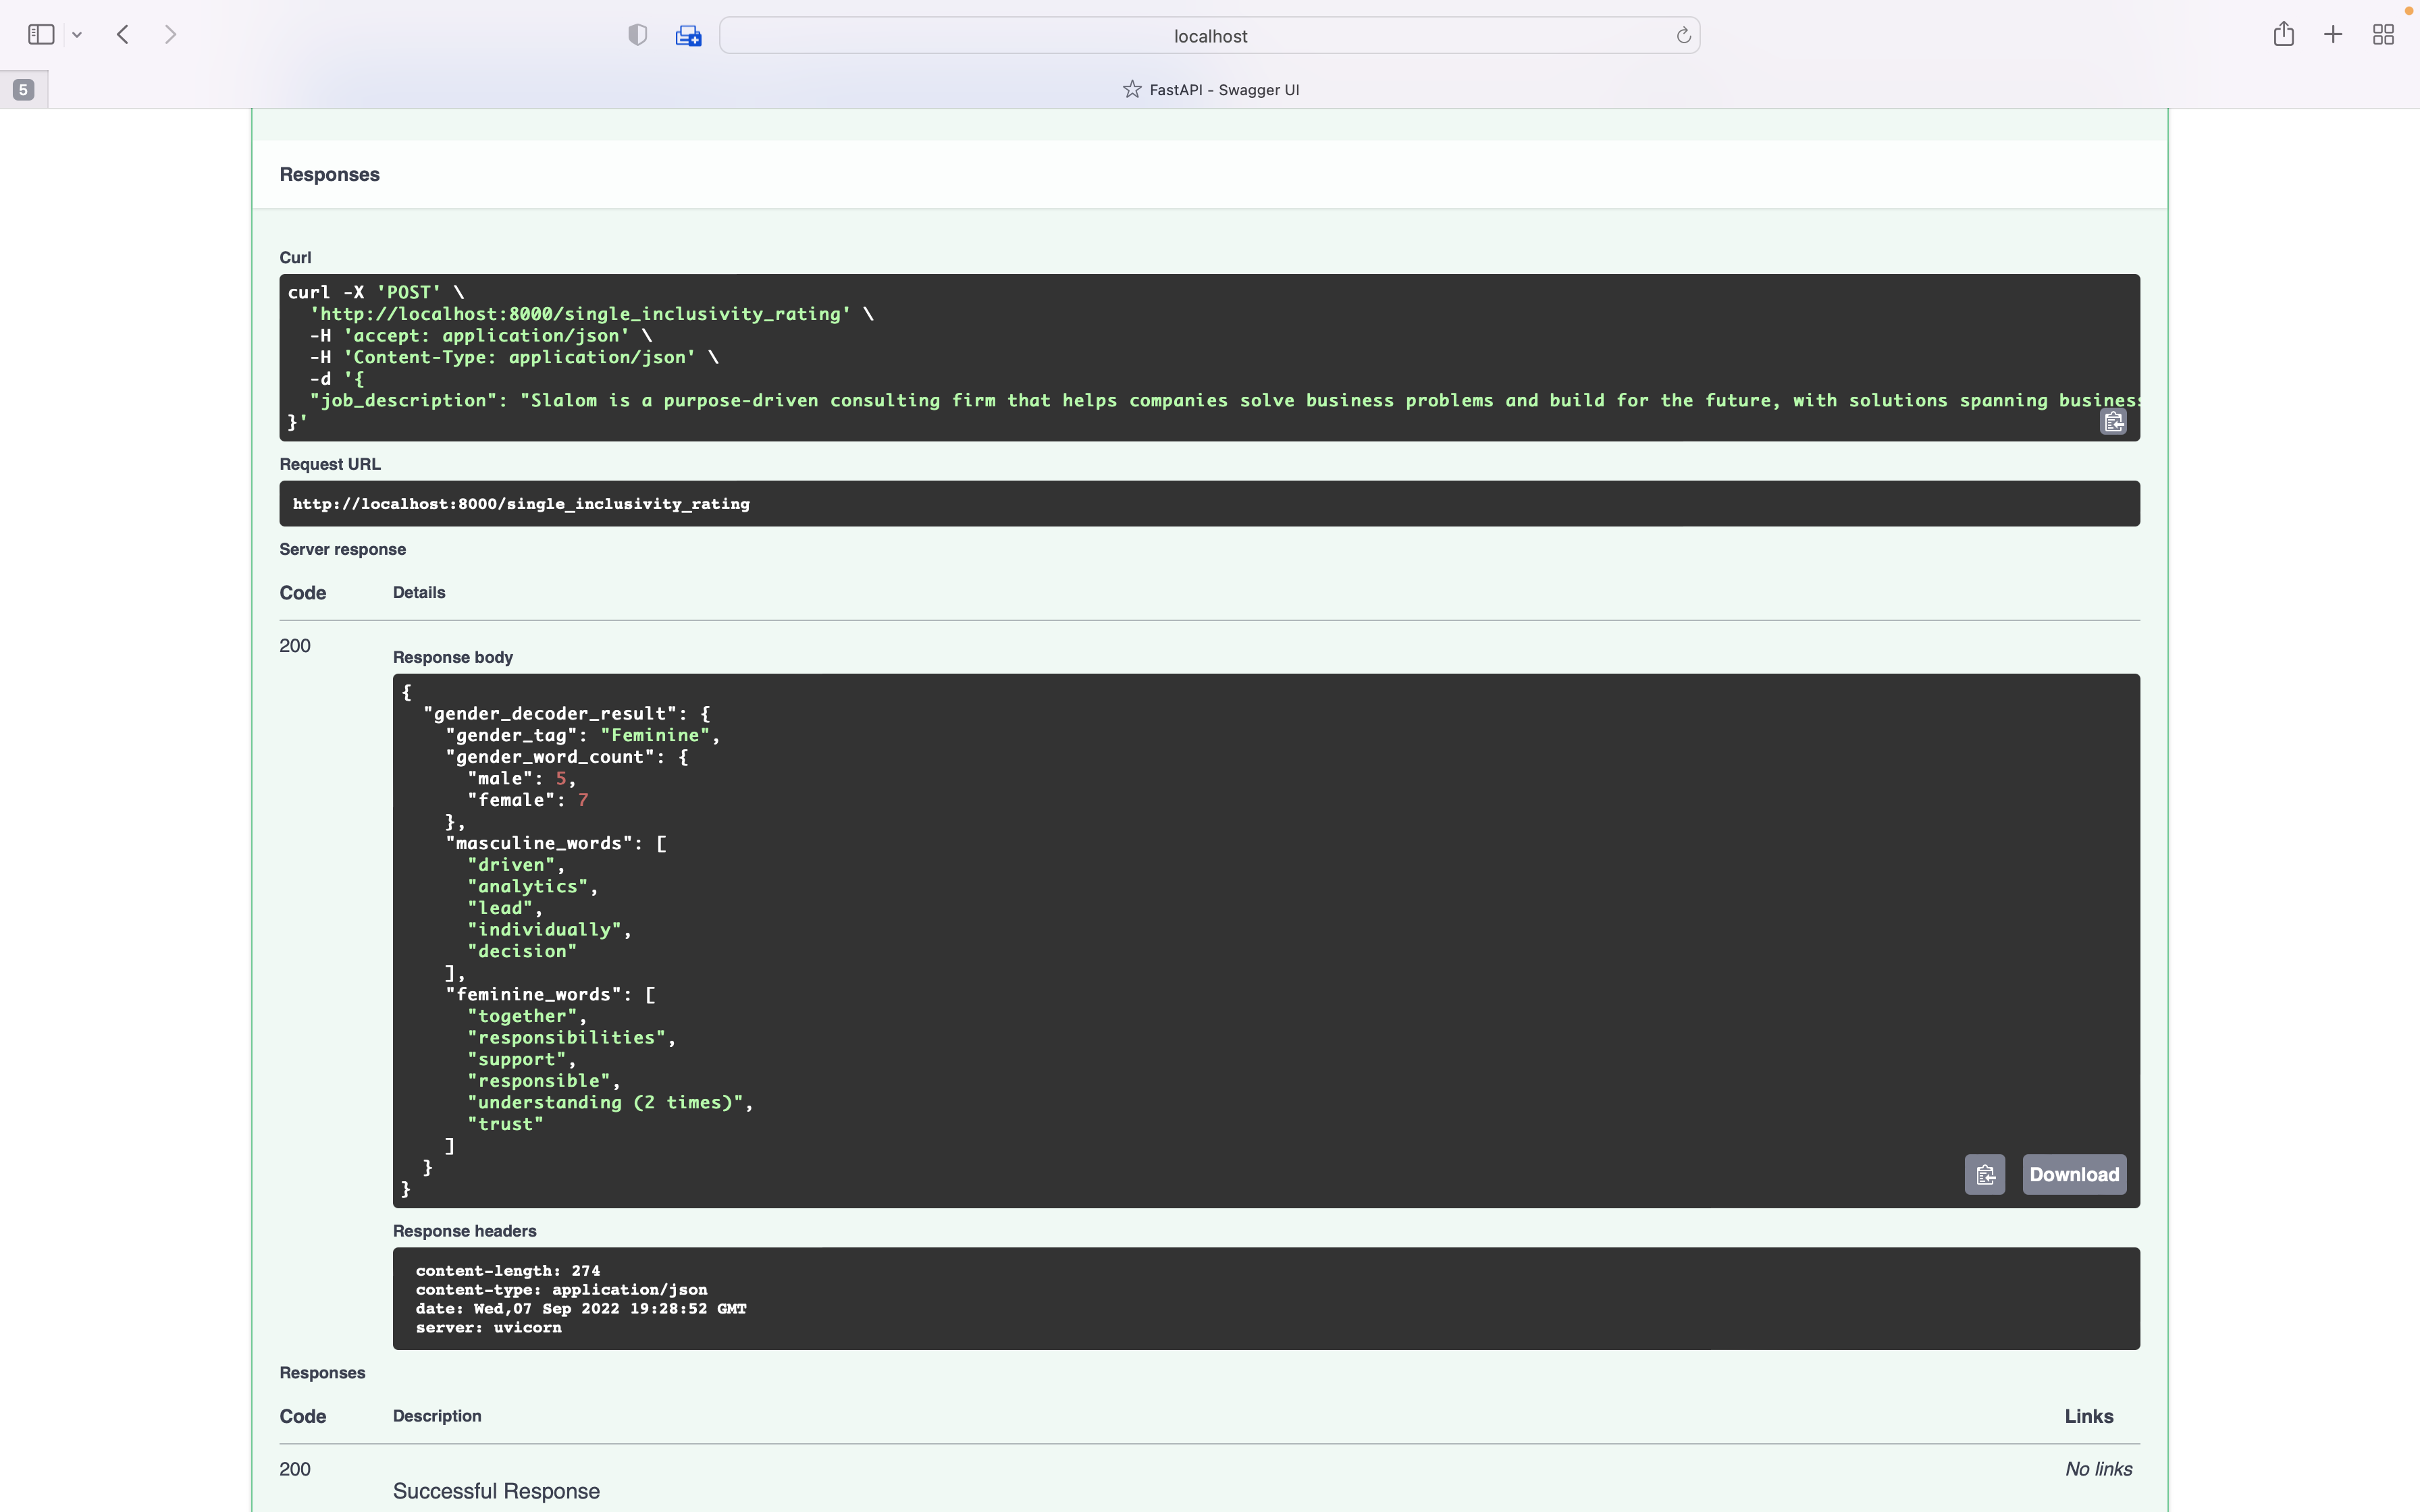 localhost
5
FastAPI - Swagger UI
Responses
Curl
curl -X 'POST' \
  'http://localhost:8000/single_inclusivity_rating' \
  -H 'accept: application/json' \
  -H 'Content-Type: application/json' \
  -d '{
  "job_description": "Slalom is a purpose-driven consulting firm that helps companies solve business problems and build for the future, with solutions spanning business
}'
Request URL
http://localhost:8000/single_inclusivity_rating
Server response
Code Details
200
Response body
{
  "gender_decoder_result": {
    "gender_tag": "Feminine",
    "gender_word_count": {
      "male": 5,
      "female": 7
    },
    "masculine_words": [
      "driven",
      "analytics",
      "lead",
      "individually",
      "decision"
    ],
    "feminine_words": [
      "together",
      "responsibilities",
      "support",
      "responsible",
      "understanding (2 times)",
      "trust"
    ]
  }
}
Download
Response headers
content-length: 274
content-type: application/json
date: Wed,07 Sep 2022 19:28:52 GMT
server: uvicorn
Responses
Code Description Links
200 No links
Successful Response